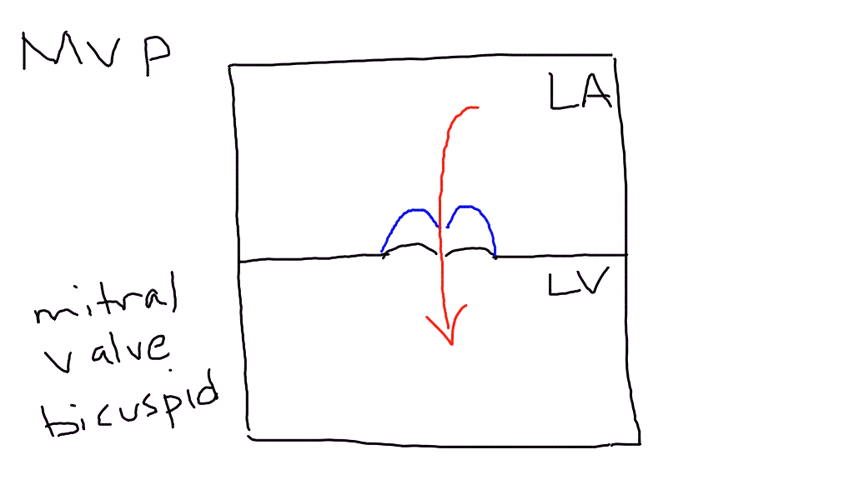 MVP
LA
LV
mitral
valve
bicuspid